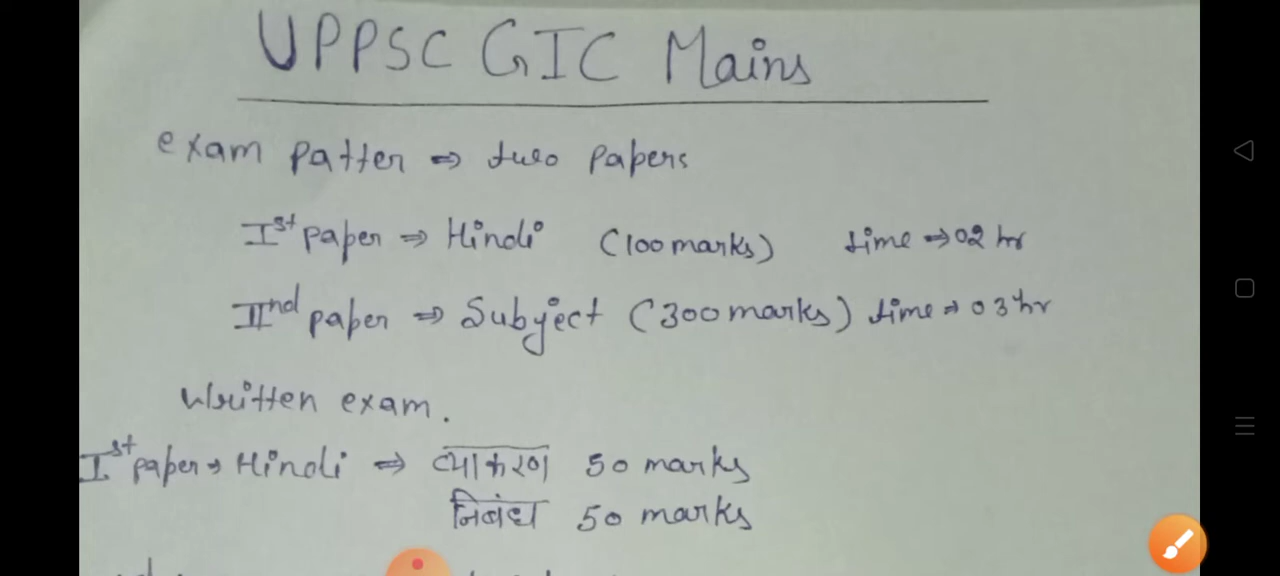 UPPSC GIC Mains
exam patter ⇒ two papers
Ist paper ⇒ Hindi (100 marks) time ⇒ 02 hr
IInd paper ⇒ Subject (300 marks) time ⇒ 03 hr
Written exam.
Ist paper → Hindi ⇒ व्याकरण 50 marks
निबंध 50 marks